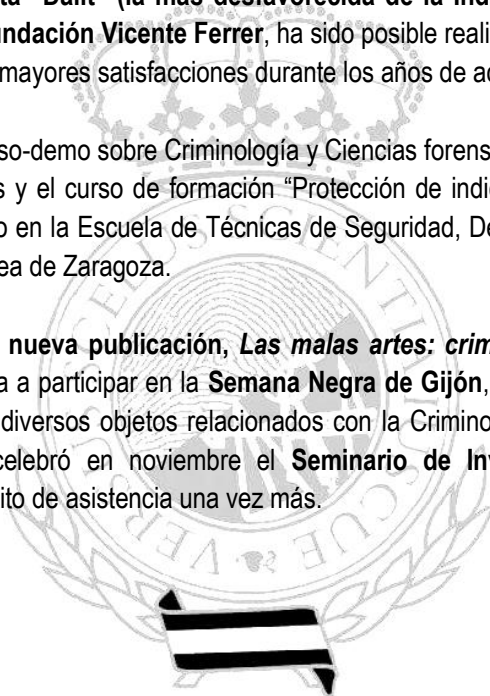 ta "Dalit" (la más desfavorecida de la Ind
undación Vicente Ferrer, ha sido posible reali
mayores satisfacciones durante los años de ac
so-demo sobre Criminología y Ciencias forens
s y el curso de formación “Protección de indic
o en la Escuela de Técnicas de Seguridad, De
ea de Zaragoza.
nueva publicación, Las malas artes: crim
a a participar en la Semana Negra de Gijón,
diversos objetos relacionados con la Crimino
celebró en noviembre el Seminario de Inv
ito de asistencia una vez más.